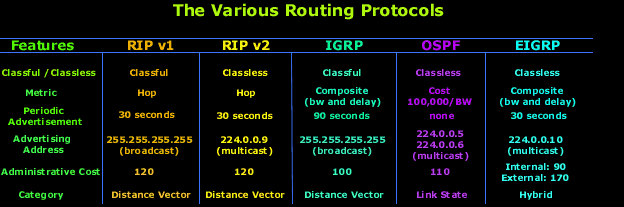 The Various Routing Protocols
Features RIP v1 RIP v2 IGRP OSPF EIGRP
Classful /Classless Classful Classless Classful Classless Classless
Metric Hop Hop Composite (bw and delay) Cost 100,000/BW Composite (bw and delay)
Periodic Advertisement 30 seconds 30 seconds 90 seconds none 30 seconds
Advertising Address 255.255.255.255 (broadcast) 224.0.0.9 (multicast) 255.255.255.255 (broadcast) 224.0.0.5 224.0.0.6 (multicast) 224.0.0.10 (multicast)
Administrative Cost 120 120 100 110 Internal: 90 External: 170
Category Distance Vector Distance Vector Distance Vector Link State Hybrid